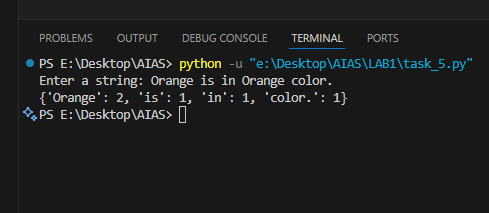 PROBLEMS OUTPUT DEBUG CONSOLE TERMINAL PORTS
PS E:\Desktop\AIAS> python -u "e:\Desktop\AIAS\LAB1\task_5.py"
Enter a string: Orange is in Orange color.
{'Orange': 2, 'is': 1, 'in': 1, 'color.': 1}
PS E:\Desktop\AIAS>